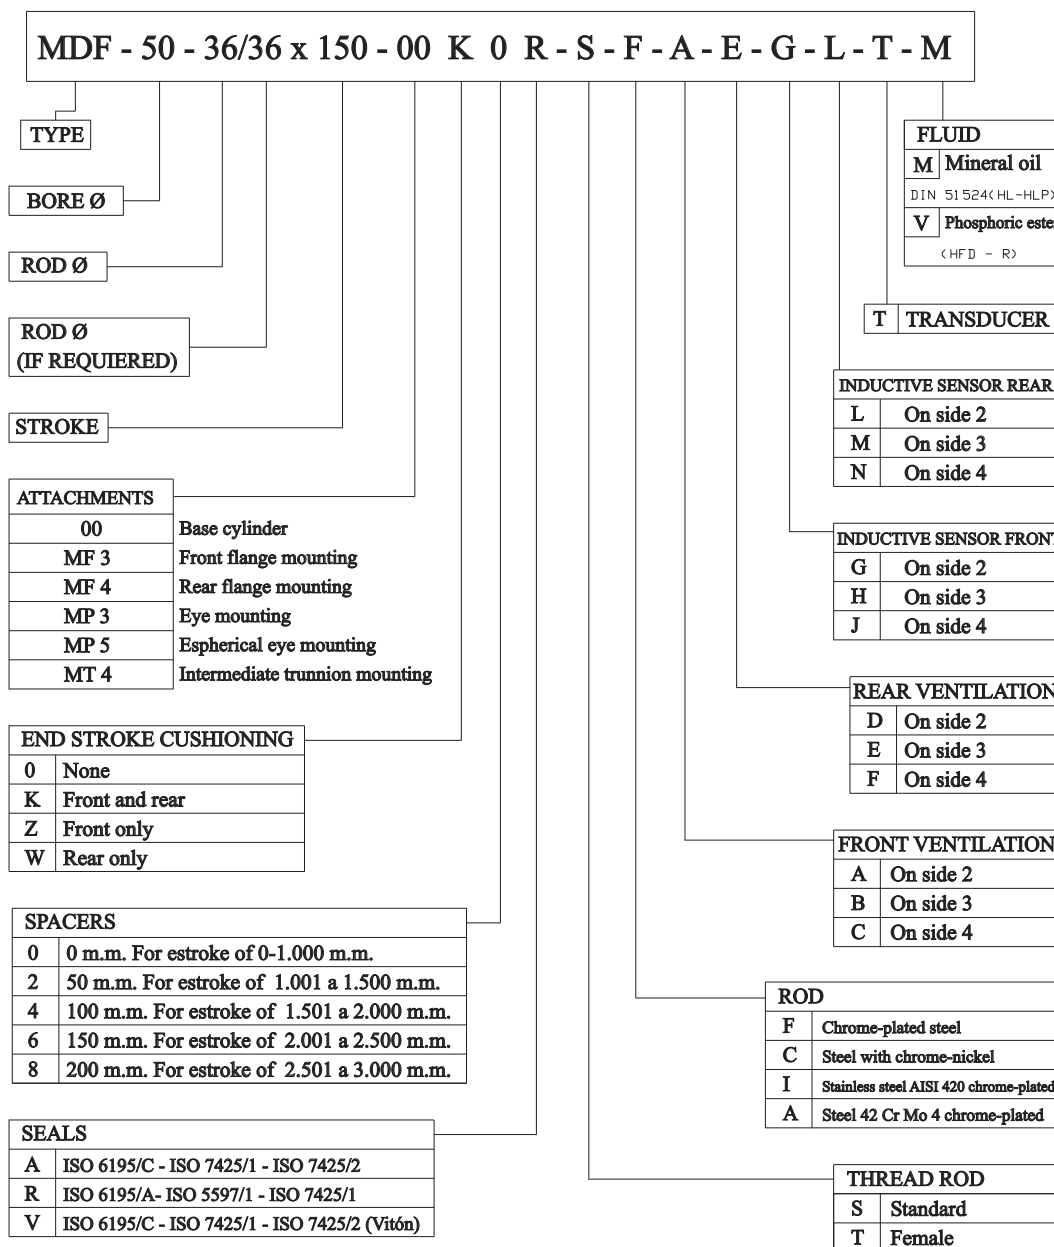 MDF - 50 - 36/36 x 150 - 00 K 0 R - S - F - A - E - G - L - T - M
TYPE
BORE Ø
ROD Ø
ROD Ø
(IF REQUIERED)
STROKE
ATTACHMENTS
00 Base cylinder
MF 3 Front flange mounting
MF 4 Rear flange mounting
MP 3 Eye mounting
MP 5 Espherical eye mounting
MT 4 Intermediate trunnion mounting
END STROKE CUSHIONING
0 None
K Front and rear
Z Front only
W Rear only
SPACERS
0 0 m.m. For estroke of 0-1.000 m.m.
2 50 m.m. For estroke of 1.001 a 1.500 m.m.
4 100 m.m. For estroke of 1.501 a 2.000 m.m.
6 150 m.m. For estroke of 2.001 a 2.500 m.m.
8 200 m.m. For estroke of 2.501 a 3.000 m.m.
SEALS
A ISO 6195/C - ISO 7425/1 - ISO 7425/2
R ISO 6195/A- ISO 5597/1 - ISO 7425/1
V ISO 6195/C - ISO 7425/1 - ISO 7425/2 (Vitón)
FLUID
M Mineral oil
DIN 51524(HL-HLP)
V Phosphoric ester
(HFD - R)
T TRANSDUCER
INDUCTIVE SENSOR REAR
L On side 2
M On side 3
N On side 4
INDUCTIVE SENSOR FRONT
G On side 2
H On side 3
J On side 4
REAR VENTILATION
D On side 2
E On side 3
F On side 4
FRONT VENTILATION
A On side 2
B On side 3
C On side 4
ROD
F Chrome-plated steel
C Steel with chrome-nickel
I Stainless steel AISI 420 chrome-plated
A Steel 42 Cr Mo 4 chrome-plated
THREAD ROD
S Standard
T Female